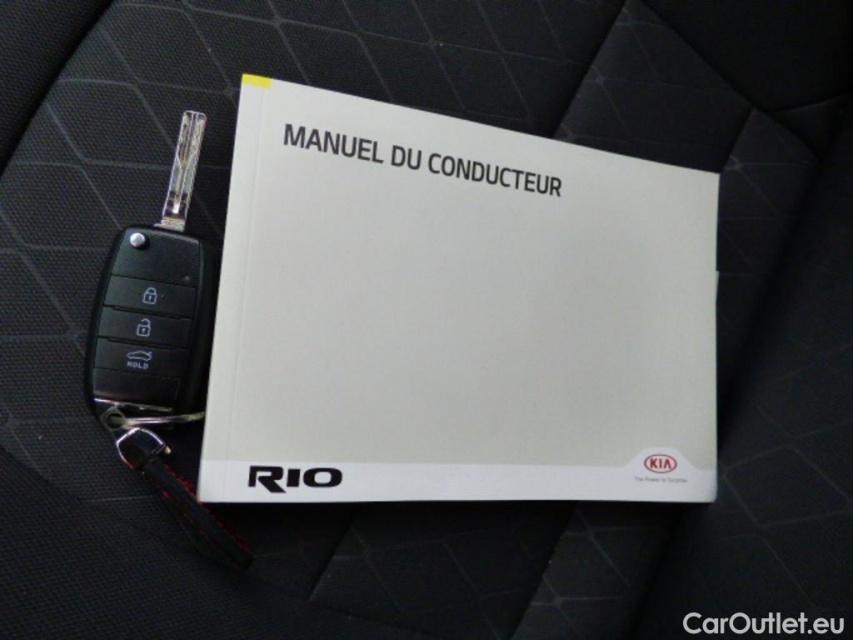 MANUEL DU CONDUCTEUR
HOLD
RIO
KIA
The Power to Surprise
CarOutlet.eu